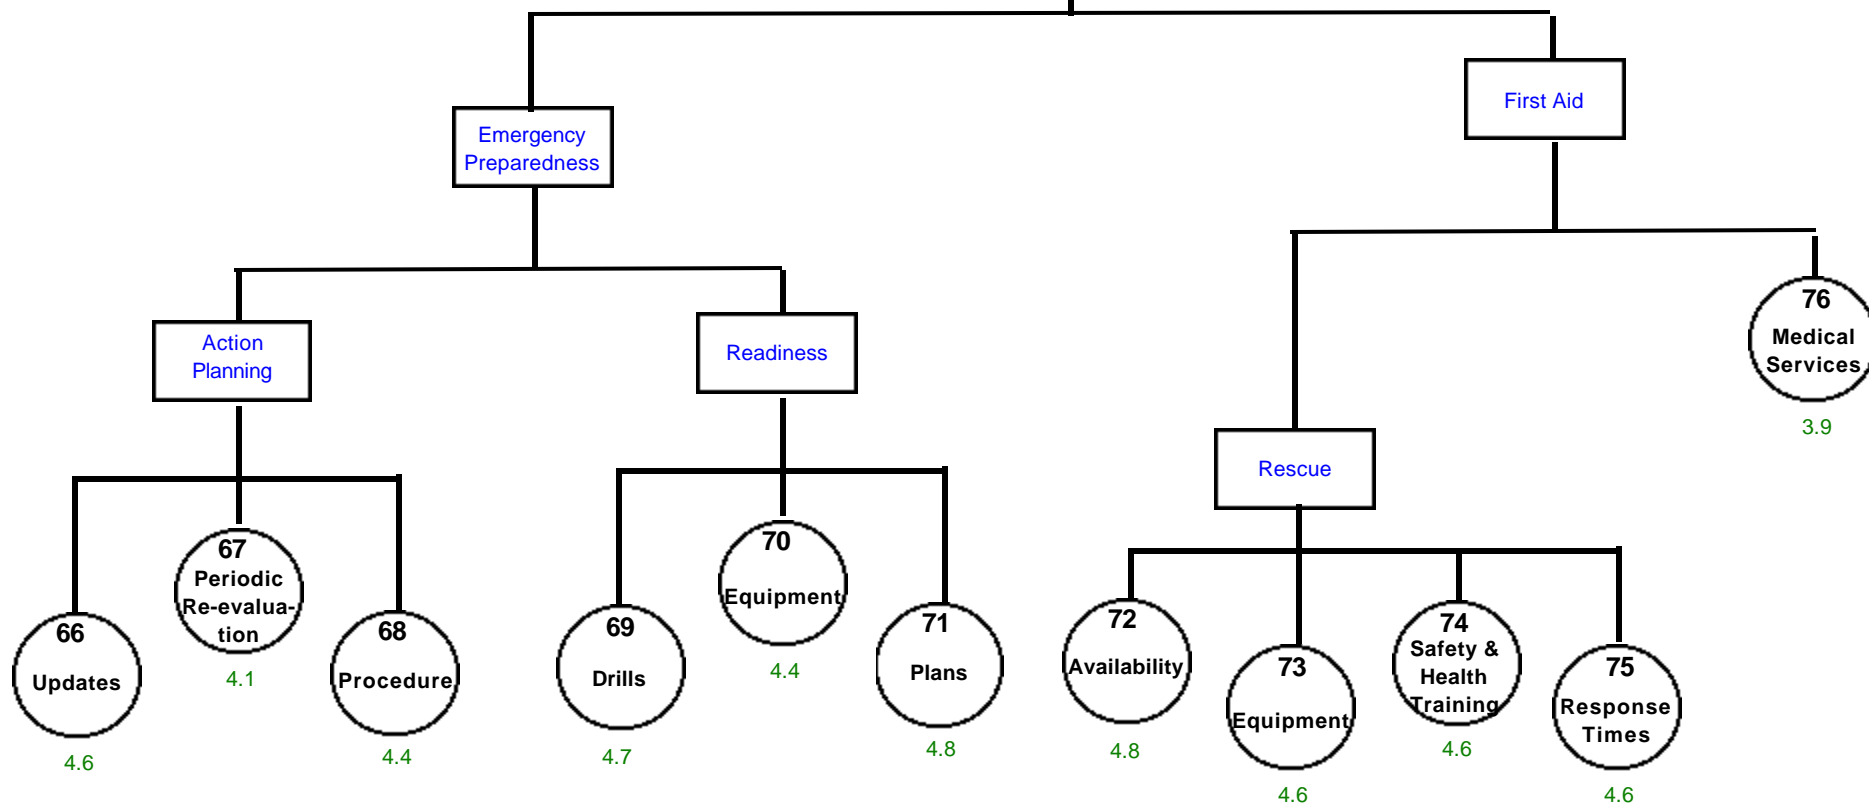 First Aid
Emergency
Preparedness
Action
Planning
Readiness
Rescue
76
Medical
Services
3.9
66
Updates
4.6
67
Periodic
Re-evalua-
tion
4.1
68
Procedure
4.4
69
Drills
4.7
70
Equipment
4.4
71
Plans
4.8
72
Availability
4.8
73
Equipment
4.6
74
Safety &
Health
Training
4.6
75
Response
Times
4.6